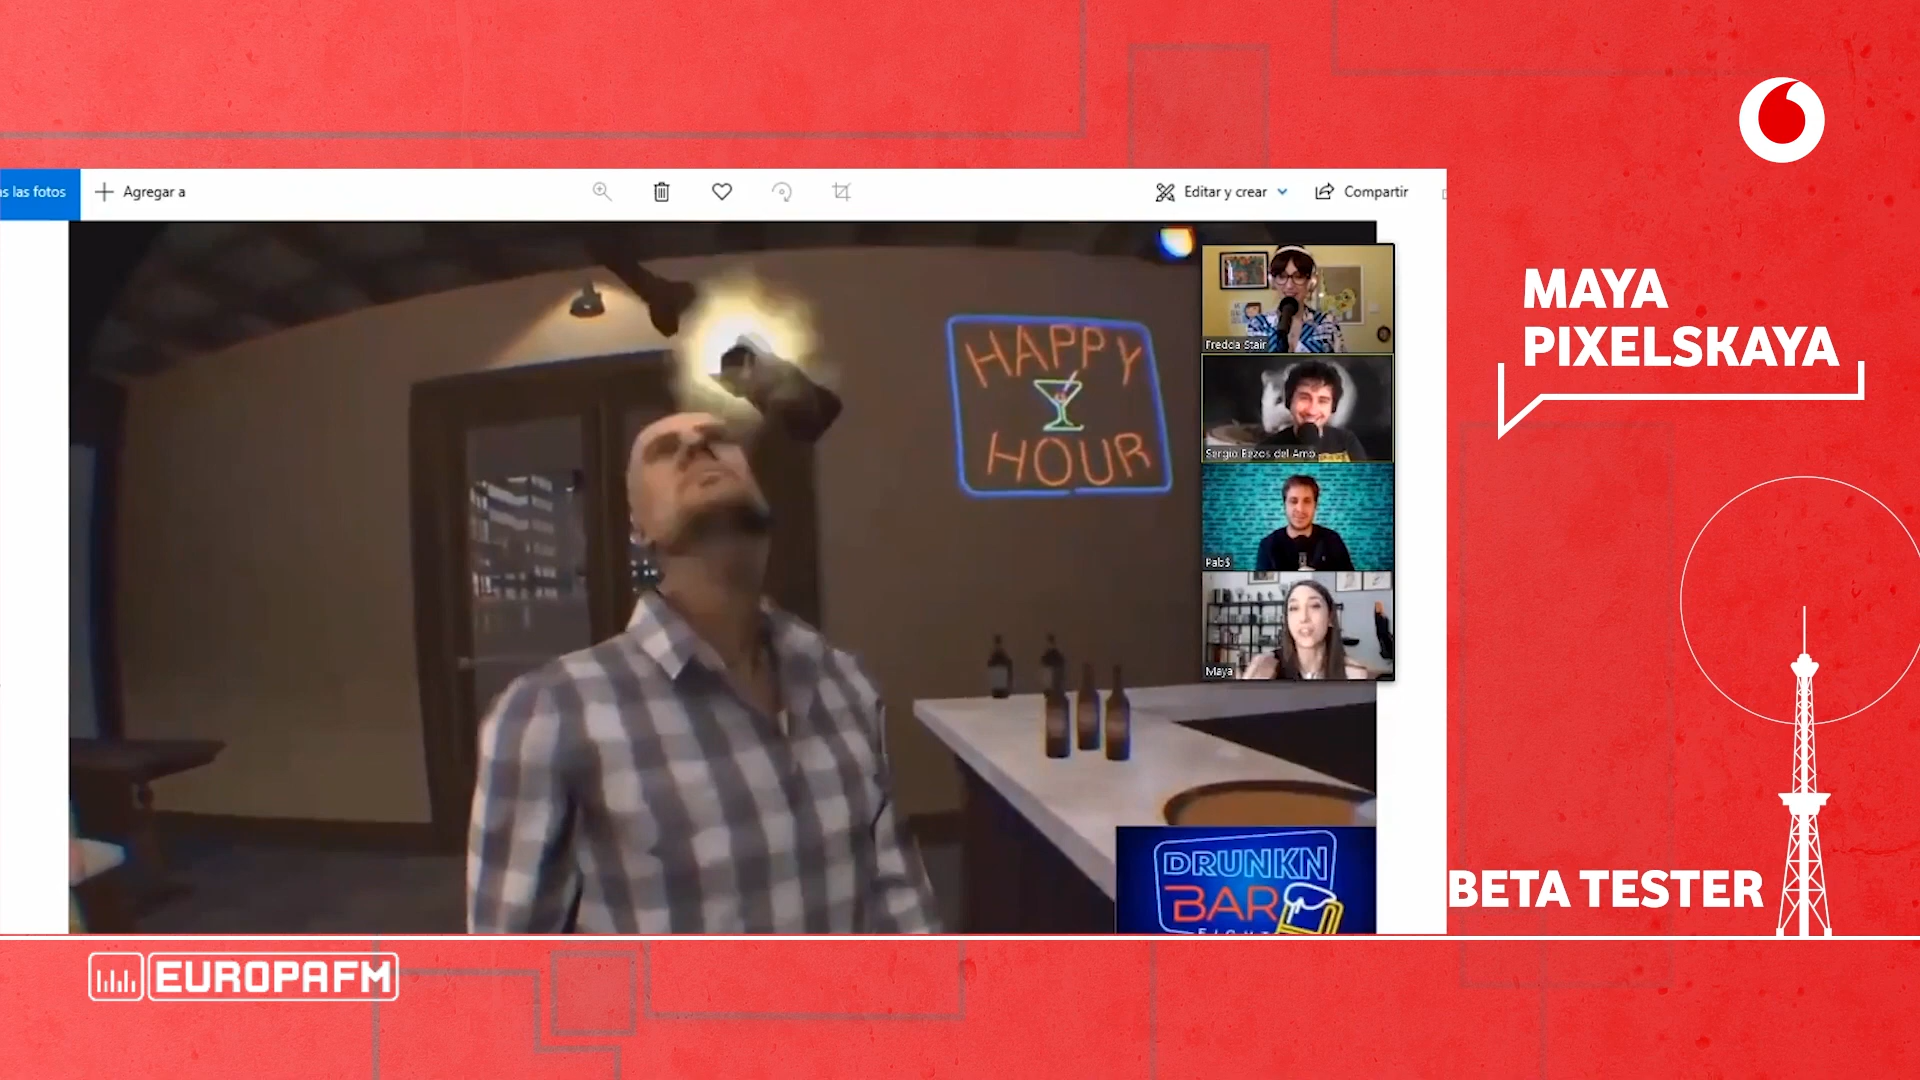 s las fotos
Agregar a
Editar y crear
Compartir
HAPPY
HOUR
Fredda Stair
Sergio Bezos del Amo
Pab$
Maya
DRUNKN
BAR
MAYA
PIXELSKAYA
BETA TESTER
EUROPAFM